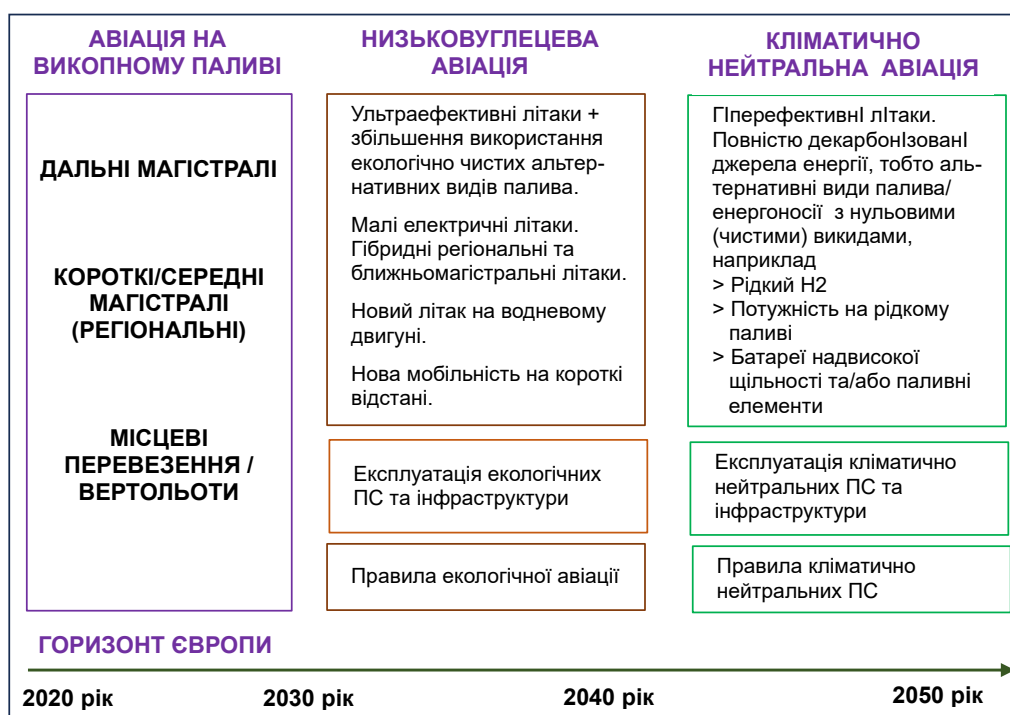 АВІАЦІЯ НА
ВИКОПНОМУ ПАЛИВІ
ДАЛЬНІ МАГІСТРАЛІ
КОРОТКІ/СЕРЕДНІ
МАГІСТРАЛІ
(РЕГІОНАЛЬНІ)
МІСЦЕВІ
ПЕРЕВЕЗЕННЯ /
ВЕРТОЛЬОТИ
НИЗЬКОВУГЛЕЦЕВА
АВІАЦІЯ
Ультраефективні літаки +
збільшення використання
екологічно чистих альтер-
нативних видів палива.
Малі електричні літаки.
Гібридні регіональні та
ближньомагістральні літаки.
Новий літак на водневому
двигуні.
Нова мобільність на короткі
відстані.
Експлуатація екологічних
ПС та інфраструктури
Правила екологічної авіації
КЛІМАТИЧНО
НЕЙТРАЛЬНА АВІАЦІЯ
ГІперефективнІ лІтаки.
Повністю декарбонІзованІ
джерела енергії, тобто аль-
тернативні види палива/
енергоносії з нульовими
(чистими) викидами,
наприклад
> Рідкий H2
> Потужність на рідкому
паливі
> Батареї надвисокої
щільності та/або паливні
елементи
Експлуатація кліматично
нейтральних ПС та
інфраструктури
Правила кліматично
нейтральних ПС
ГОРИЗОНТ ЄВРОПИ
2020 рік 2030 рік 2040 рік 2050 рік